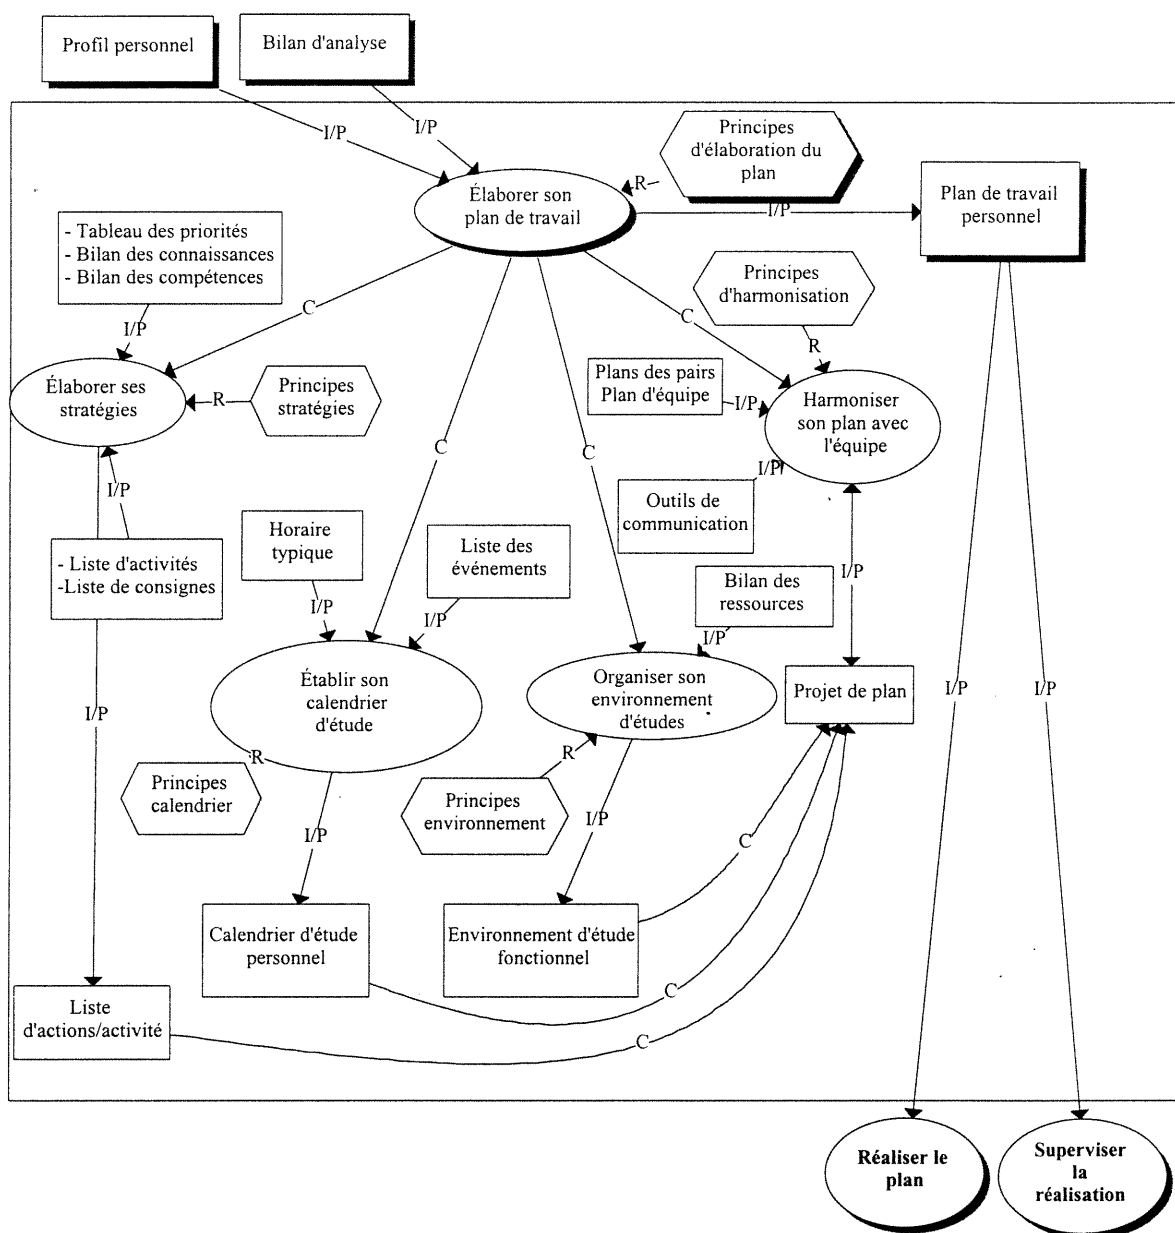 Profil personnel
Bilan d'analyse
I/P
I/P
Principes
d'élaboration du
plan
R
Élaborer son
plan de travail
I/P
Plan de travail
personnel
- Tableau des priorités
- Bilan des connaissances
- Bilan des compétences
Principes
d'harmonisation
C
C
I/P
R
Élaborer ses
stratégies
R
Principes
stratégies
Plans des pairs
Plan d'équipe
I/P
Harmoniser
son plan avec
l'équipe
C
C
I/P
I/P
Outils de
communication
Horaire
typique
Liste des
événements
- Liste d'activités
-Liste de consignes
Bilan des
ressources
I/P
I/P
I/P
I/P
Établir son
calendrier
d'étude
Organiser son
environnement
d'études
Projet de plan
I/P
I/P
I/P
R
R
Principes
calendrier
Principes
environnement
I/P
I/P
C
Calendrier d'étude
personnel
Environnement d'étude
fonctionnel
C
Liste
d'actions/activité
C
Réaliser le
plan
Superviser
la
réalisation